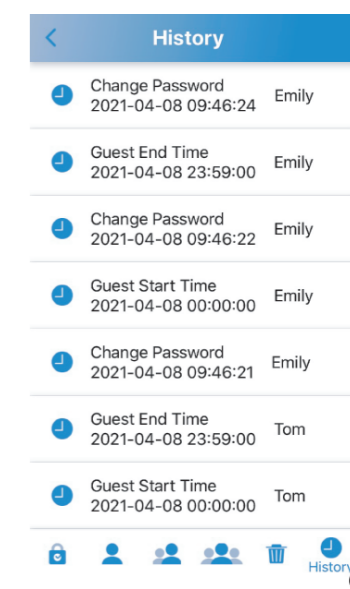 History
Change Password
2021-04-08 09:46:24 Emily
Guest End Time
2021-04-08 23:59:00 Emily
Change Password
2021-04-08 09:46:22 Emily
Guest Start Time
2021-04-08 00:00:00 Emily
Change Password
2021-04-08 09:46:21 Emily
Guest End Time
2021-04-08 23:59:00 Tom
Guest Start Time
2021-04-08 00:00:00 Tom
History